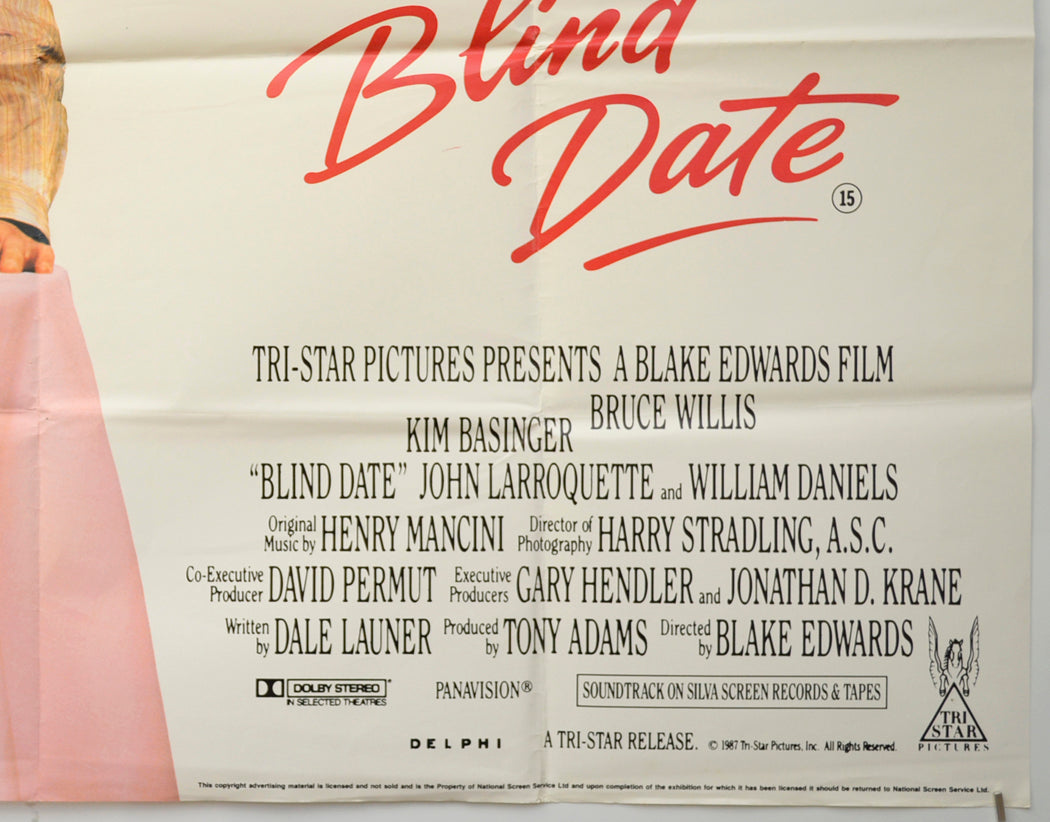 Blind
Date
15
TRI-STAR PICTURES PRESENTS A BLAKE EDWARDS FILM
BRUCE WILLIS
KIM BASINGER
"BLIND DATE" JOHN LARROQUETTE and WILLIAM DANIELS
Original Music by HENRY MANCINI Director of Photography HARRY STRADLING, A.S.C.
Co-Executive Producer DAVID PERMUT Executive Producers GARY HENDLER and JONATHAN D. KRANE
Written by DALE LAUNER Produced by TONY ADAMS Directed by BLAKE EDWARDS
DOLBY STEREO IN SELECTED THEATRES PANAVISION® SOUNDTRACK ON SILVA SCREEN RECORDS & TAPES
TRI STAR PICTURES
DELPHI A TRI-STAR RELEASE. © 1987 Tri-Star Pictures, Inc. All Rights Reserved.
This copyright advertising material is licensed and not sold and is the Property of National Screen Service Ltd and upon completion of the exhibition for which it has been licensed it should be returned to National Screen Service Ltd.